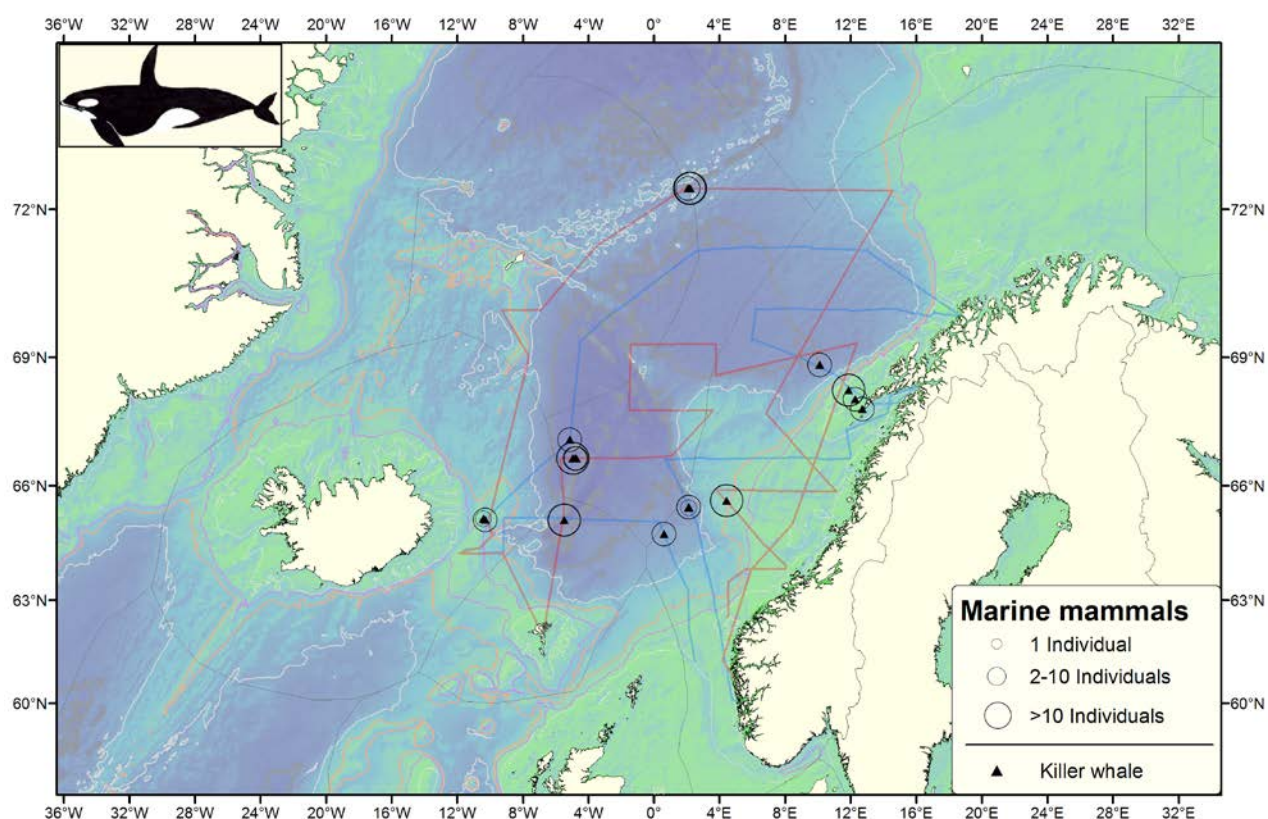 36°W 32°W 28°W 24°W 20°W 16°W 12°W 8°W 4°W 0° 4°E 8°E 12°E 16°E 20°E 24°E 28°E 32°E
72°N 72°N
69°N 69°N
66°N 66°N
63°N 63°N
Marine mammals
1 Individual
2-10 Individuals
60°N 60°N
>10 Individuals
Killer whale
36°W 32°W 28°W 24°W 20°W 16°W 12°W 8°W 4°W 0° 4°E 8°E 12°E 16°E 20°E 24°E 28°E 32°E